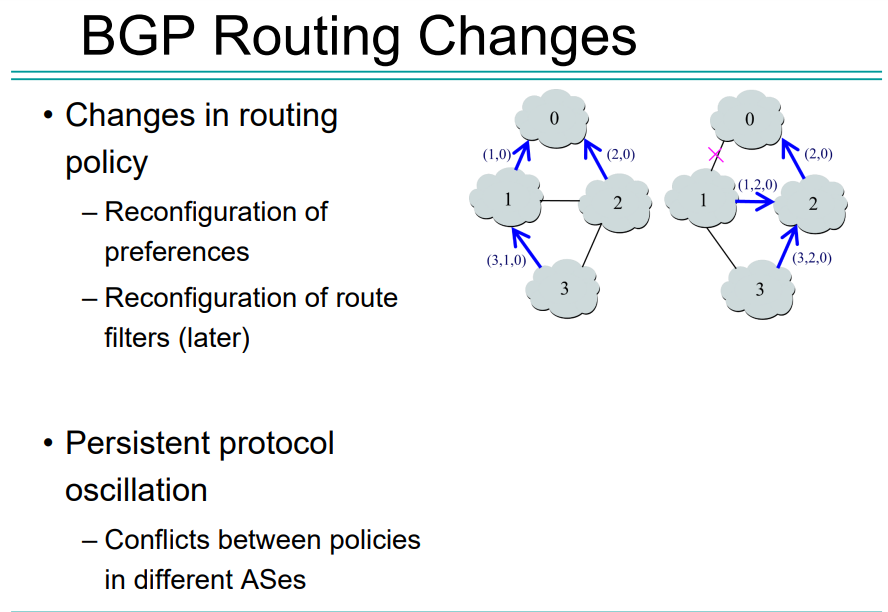 BGP Routing Changes
• Changes in routing
policy
– Reconfiguration of
preferences
– Reconfiguration of route
filters (later)
• Persistent protocol
oscillation
– Conflicts between policies
in different ASes
0
(1,0)
(2,0)
1
2
(3,1,0)
3
0
(2,0)
(1,2,0)
1
2
(3,2,0)
3